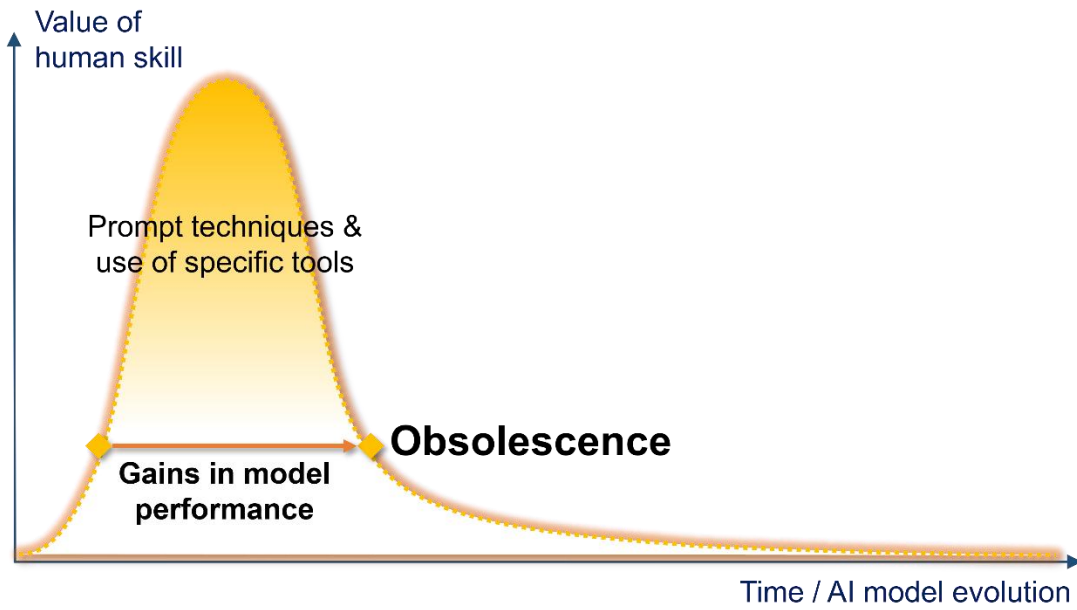 Value of
human skill
Prompt techniques &
use of specific tools
Obsolescence
Gains in model
performance
Time / AI model evolution